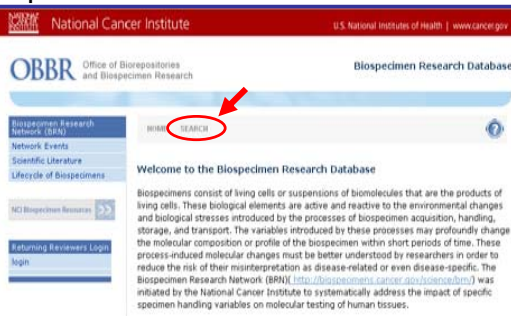 National Cancer Institute
U.S. National Institutes of Health | www.cancer.gov
OBBR Office of Biorepositories and Biospecimen Research
Biospecimen Research Database
Biospecimen Research Network (BRN)
Network Events
Scientific Literature
Lifecycle of Biospecimens
NCI Biospecimen Resources
Returning Reviewers Login
login
HOME SEARCH
Welcome to the Biospecimen Research Database
Biospecimens consist of living cells or suspensions of biomolecules that are the products of
living cells. These biological elements are active and reactive to the environmental changes
and biological stresses introduced by the processes of biospecimen acquisition, handling,
storage, and transport. The variables introduced by these processes may profoundly change
the molecular composition or profile of the biospecimen within short periods of time. These
process-induced molecular changes must be better understood by researchers in order to
reduce the risk of their misinterpretation as disease-related or even disease-specific. The
Biospecimen Research Network (BRN)( http://biospecimens.cancer.gov/science/brn/) was
initiated by the National Cancer Institute to systematically address the impact of specific
specimen handling variables on molecular testing of human tissues.